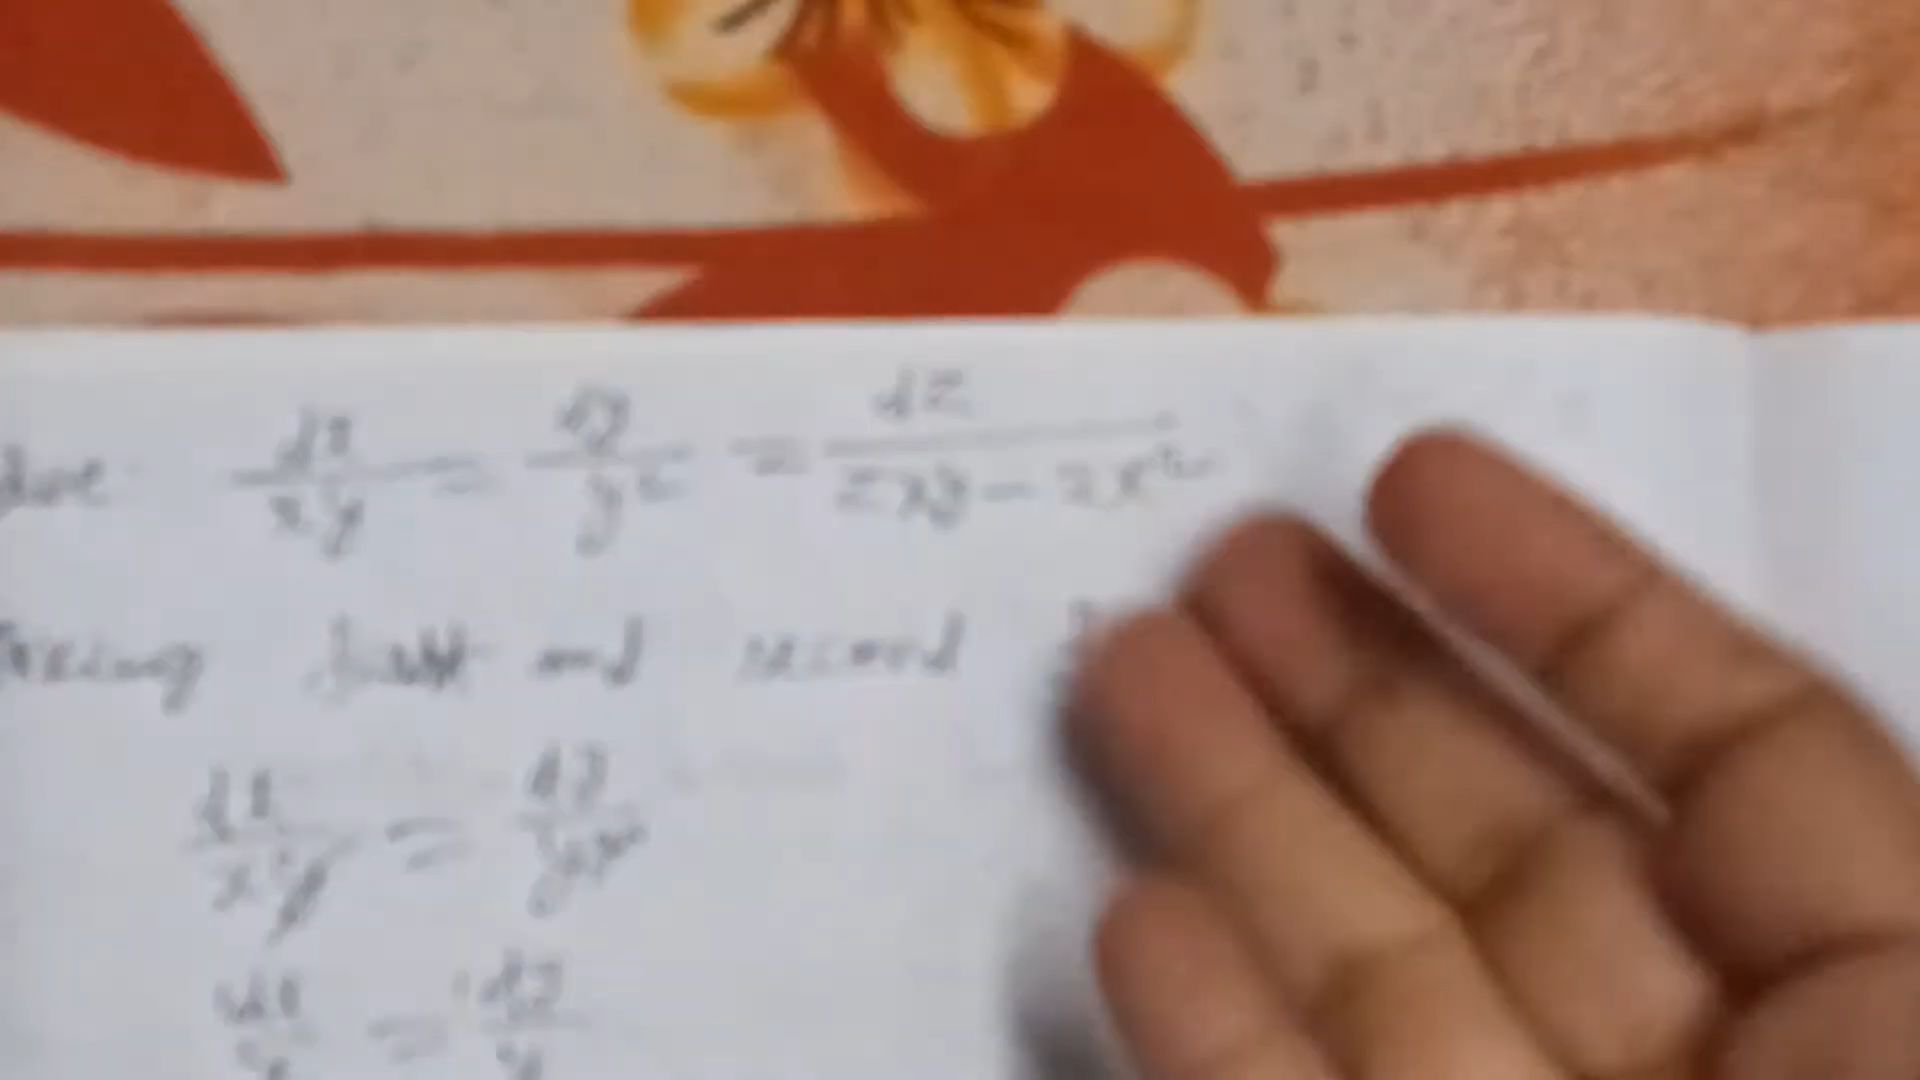 dx/xy = dy/y² = dz/zxy - 2x²
Taking first and second
dx/xy = dy/y²
dx/x = dy/y